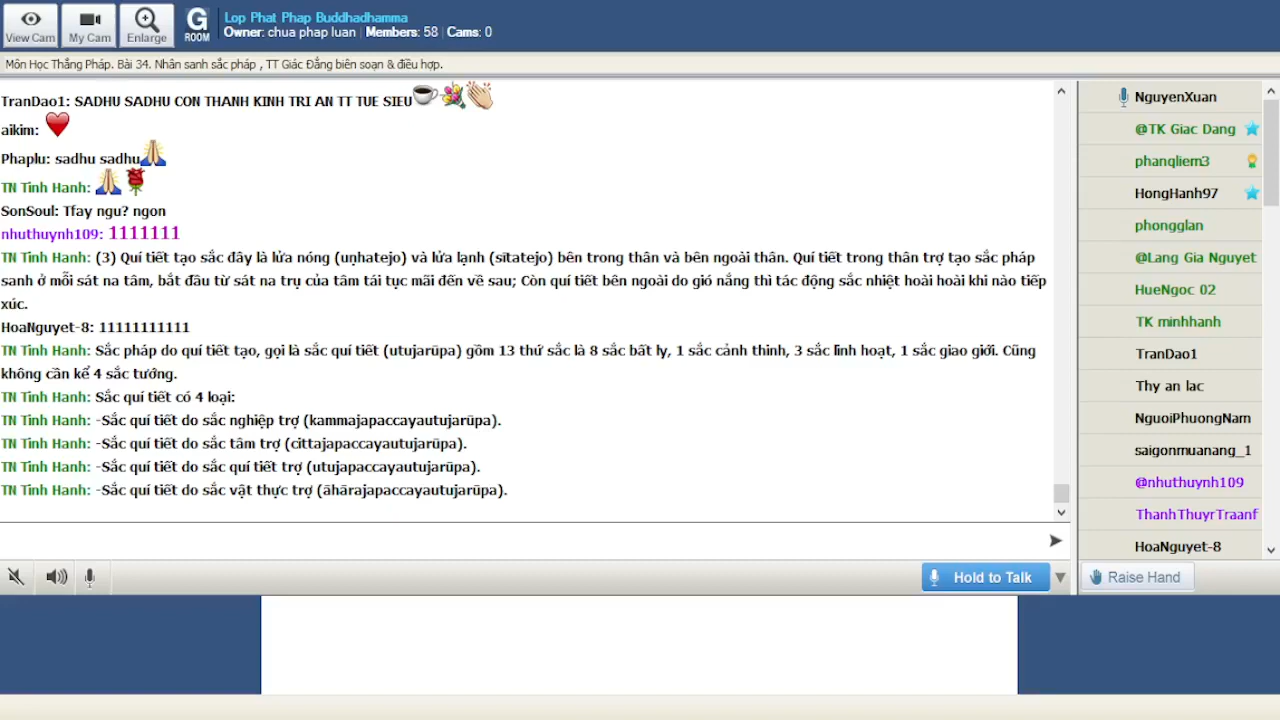 View Cam
My Cam
Enlarge
G
ROOM
Lop Phat Phap Buddhadhamma
Owner: chua phap luan | Members: 58 | Cams: 0
Môn Học Thắng Pháp. Bài 34. Nhân sanh sắc pháp , TT Giác Đẳng biên soạn & điều hợp.
TranDao1: SADHU SADHU CON THANH KINH TRI AN TT TUE SIEU
aikim:
Phaplu: sadhu sadhu
TN Tinh Hanh:
SonSoul: Tfay ngu? ngon
nhuthuynh109: 1111111
TN Tinh Hanh: (3) Quí tiết tạo sắc đây là lửa nóng (uṇhatejo) và lửa lạnh (sītatejo) bên trong thân và bên ngoài thân. Quí tiết trong thân trợ tạo sắc pháp
sanh ở mỗi sát na tâm, bắt đầu từ sát na trụ của tâm tái tục mãi đến về sau; Còn quí tiết bên ngoài do gió nắng thì tác động sắc nhiệt hoài hoài khi nào tiếp
xúc.
HoaNguyet-8: 11111111111
TN Tinh Hanh: Sắc pháp do quí tiết tạo, gọi là sắc quí tiết (utujarūpa) gồm 13 thứ sắc là 8 sắc bất ly, 1 sắc cảnh thinh, 3 sắc linh hoạt, 1 sắc giao giới. Cũng
không cần kể 4 sắc tướng.
TN Tinh Hanh: Sắc quí tiết có 4 loại:
TN Tinh Hanh: -Sắc quí tiết do sắc nghiệp trợ (kammajapaccayautujarūpa).
TN Tinh Hanh: -Sắc quí tiết do sắc tâm trợ (cittajapaccayautujarūpa).
TN Tinh Hanh: -Sắc quí tiết do sắc quí tiết trợ (utujapaccayautujarūpa).
TN Tinh Hanh: -Sắc quí tiết do sắc vật thực trợ (āhārajapaccayautujarūpa).
Hold to Talk
NguyenXuan
@TK Giac Dang
phanqliem3
HongHanh97
phongglan
@Lang Gia Nguyet
HueNgoc 02
TK minhhanh
TranDao1
Thy an lac
NguoiPhuongNam
saigonmuanang_1
@nhuthuynh109
ThanhThuyrTraanf
HoaNguyet-8
Raise Hand